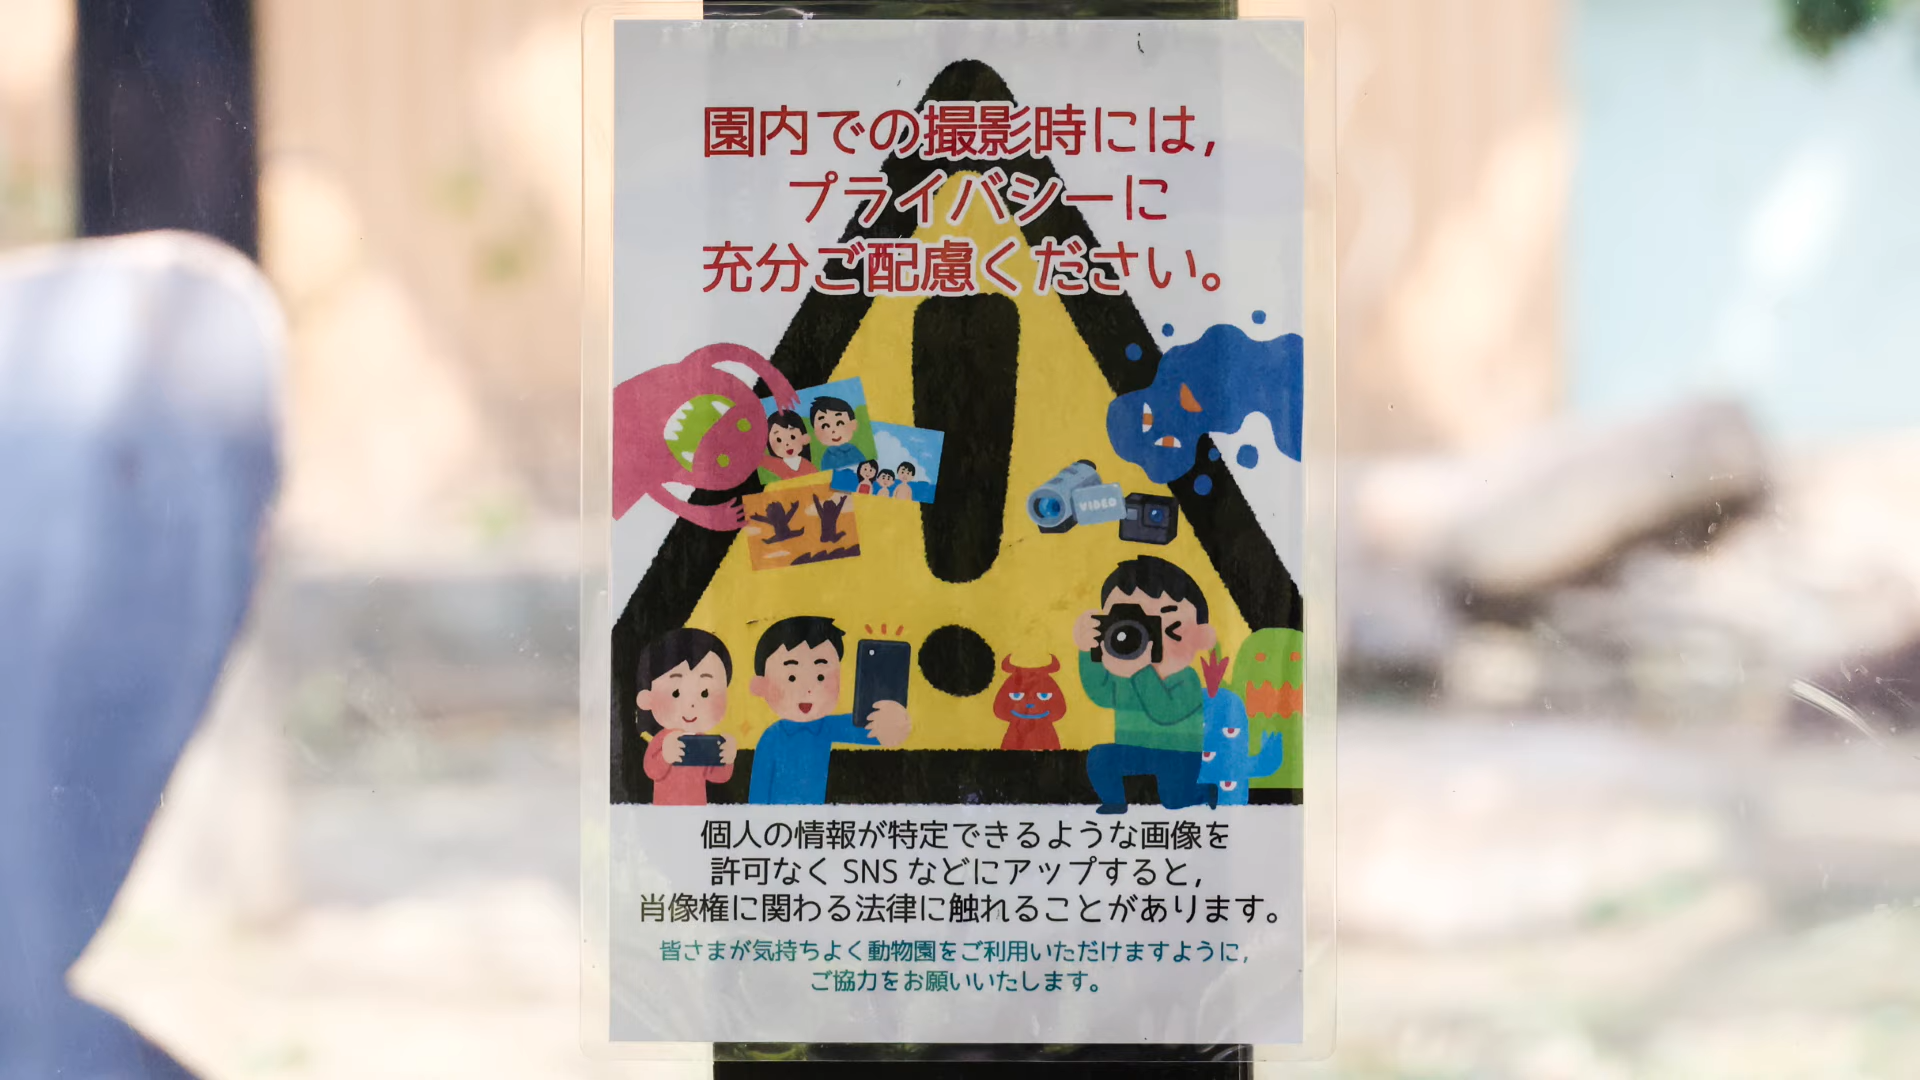 園内での撮影時には,
プライバシーに
充分ご配慮ください。
VIDEO
個人の情報が特定できるような画像を
許可なく SNS などにアップすると,
肖像権に関わる法律に触れることがあります。
皆さまが気持ちよく動物園をご利用いただけますように,
ご協力をお願いいたします。